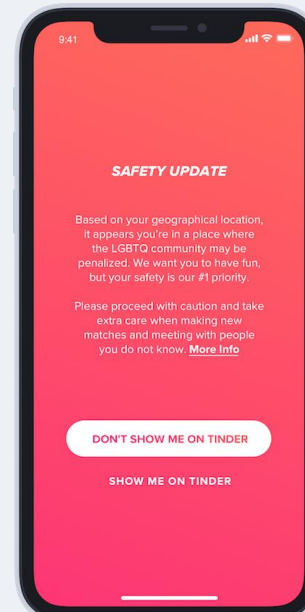 9:41
SAFETY UPDATE
Based on your geographical location,
it appears you're in a place where
the LGBTQ community may be
penalized. We want you to have fun,
but your safety is our #1 priority.
Please proceed with caution and take
extra care when making new
matches and meeting with people
you do not know. More Info
DON'T SHOW ME ON TINDER
SHOW ME ON TINDER